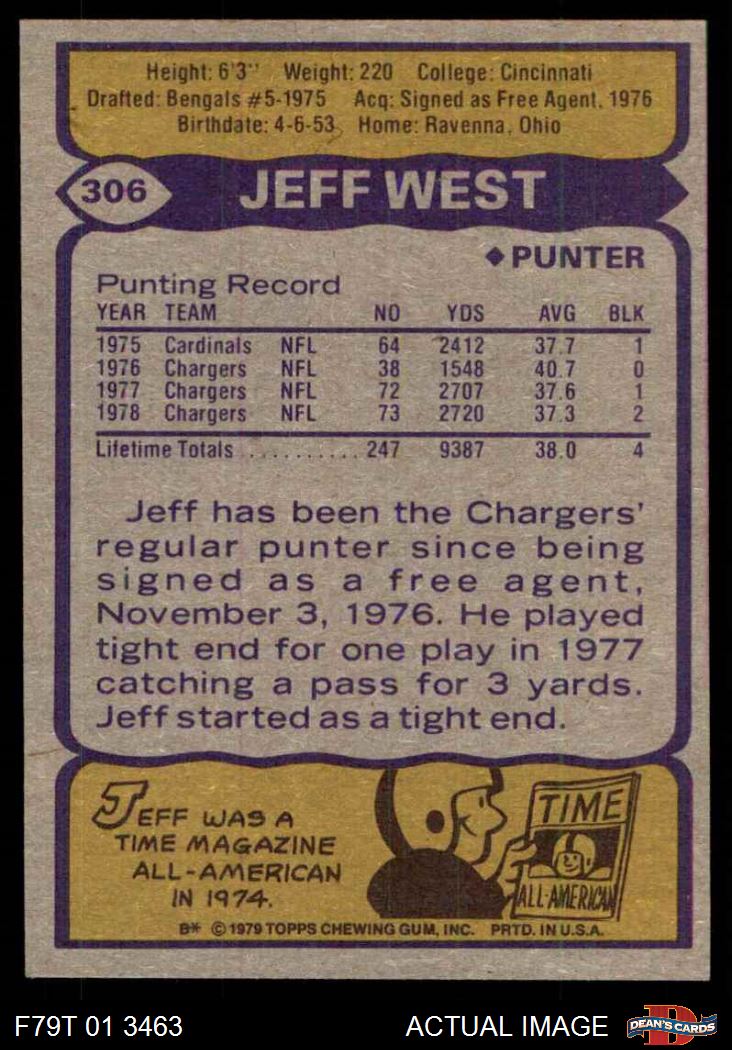 Height: 6'3'' Weight: 220 College: Cincinnati
Drafted: Bengals #5-1975 Acq: Signed as Free Agent, 1976
Birthdate: 4-6-53 Home: Ravenna, Ohio
306 JEFF WEST
◆ PUNTER
Punting Record
YEAR TEAM NO YDS AVG BLK
1975 Cardinals NFL 64 2412 37.7 1
1976 Chargers NFL 38 1548 40.7 0
1977 Chargers NFL 72 2707 37.6 1
1978 Chargers NFL 73 2720 37.3 2
Lifetime Totals .......... 247 9387 38.0 4
Jeff has been the Chargers'
regular punter since being
signed as a free agent,
November 3, 1976. He played
tight end for one play in 1977
catching a pass for 3 yards.
Jeff started as a tight end.
JEFF WAS A
TIME MAGAZINE
ALL-AMERICAN
IN 1974.
TIME
ALL-AMERICAN
B* © 1979 TOPPS CHEWING GUM, INC. PRTD. IN U.S.A.
F79T 01 3463 ACTUAL IMAGE D DEAN'S CARDS